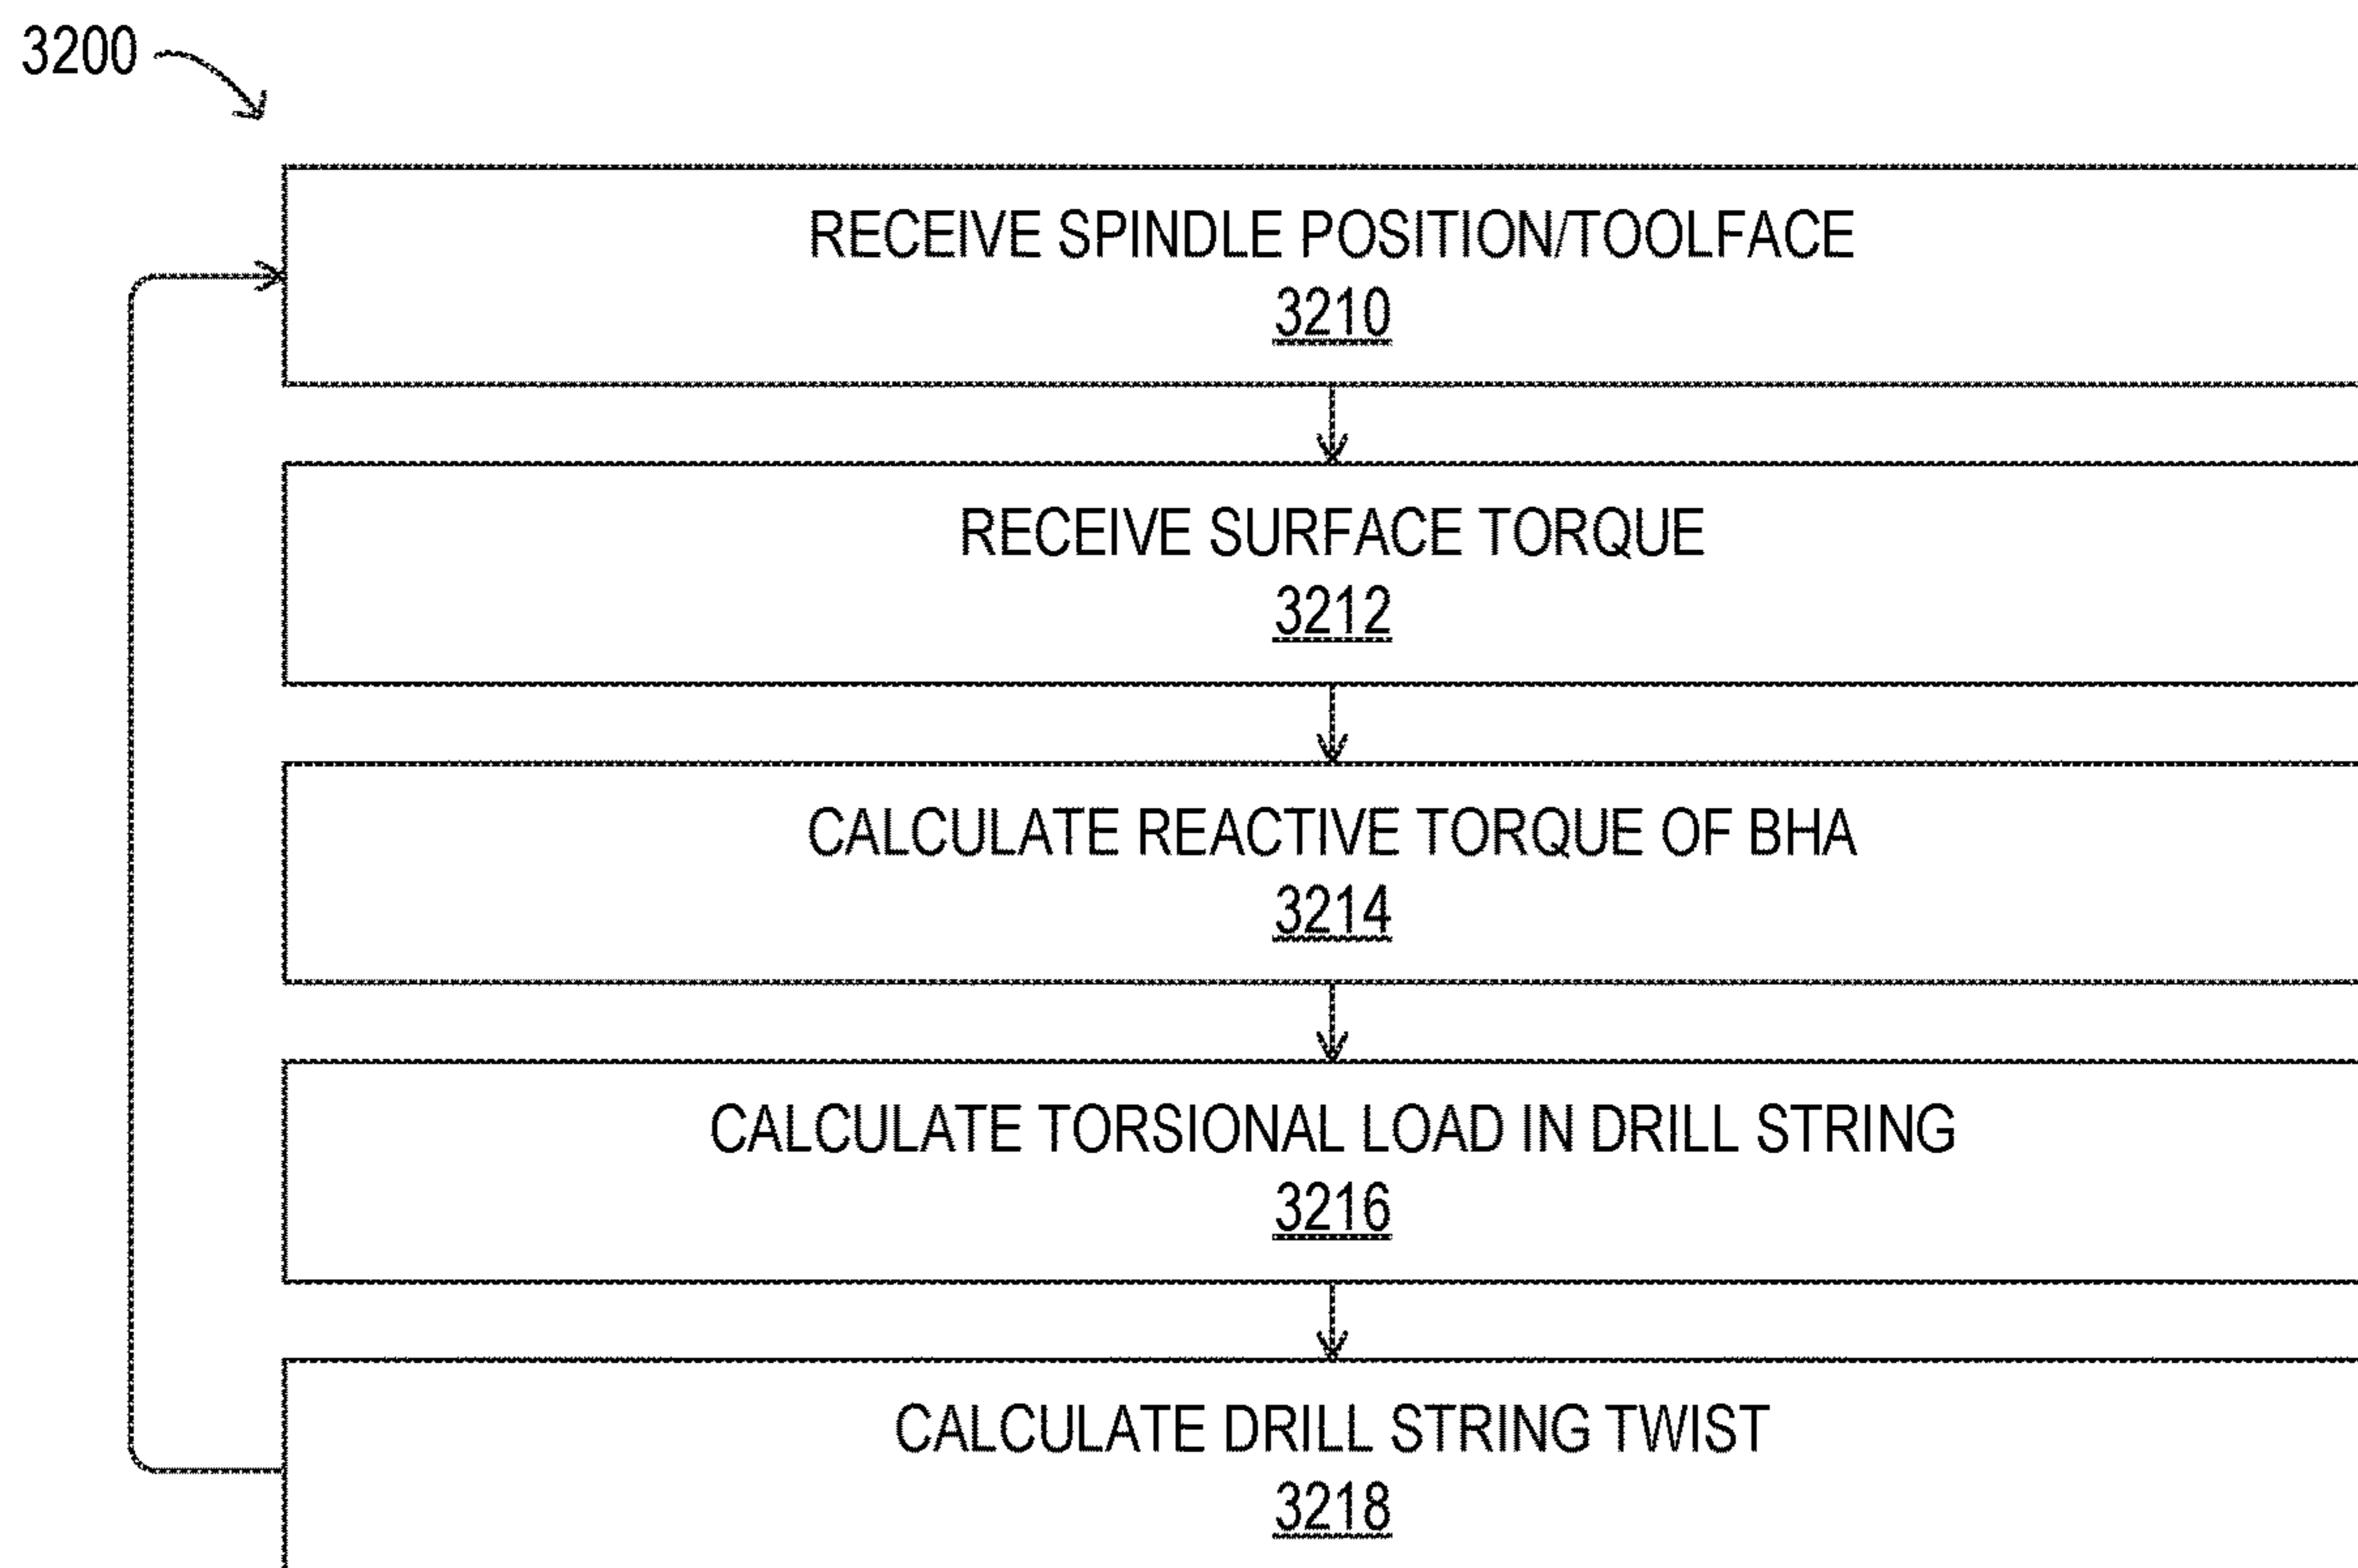 3200
RECEIVE SPINDLE POSITION/TOOLFACE
3210
RECEIVE SURFACE TORQUE
3212
CALCULATE REACTIVE TORQUE OF BHA
3214
CALCULATE TORSIONAL LOAD IN DRILL STRING
3216
CALCULATE DRILL STRING TWIST
3218